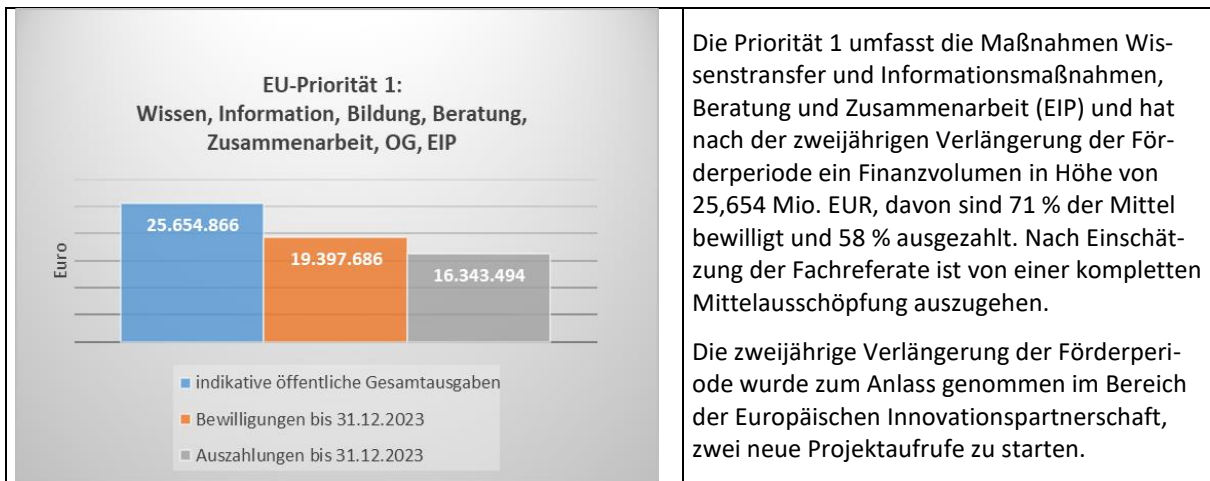 EU-Priorität 1:
Wissen, Information, Bildung, Beratung,
Zusammenarbeit, OG, EIP
Euro
25.654.866
19.397.686
16.343.494
indikative öffentliche Gesamtausgaben
Bewilligungen bis 31.12.2023
Auszahlungen bis 31.12.2023
Die Priorität 1 umfasst die Maßnahmen Wis-
senstransfer und Informationsmaßnahmen,
Beratung und Zusammenarbeit (EIP) und hat
nach der zweijährigen Verlängerung der För-
derperiode ein Finanzvolumen in Höhe von
25,654 Mio. EUR, davon sind 71 % der Mittel
bewilligt und 58 % ausgezahlt. Nach Einschät-
zung der Fachreferate ist von einer kompletten
Mittelausschöpfung auszugehen.
Die zweijährige Verlängerung der Förderperi-
ode wurde zum Anlass genommen im Bereich
der Europäischen Innovationspartnerschaft,
zwei neue Projektaufrufe zu starten.